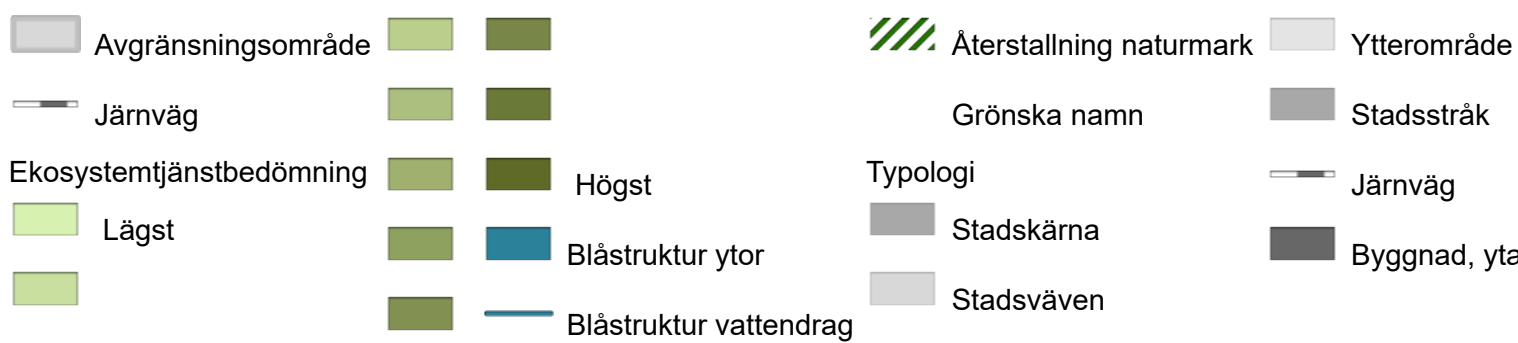 Avgränsningsområde
Järnväg
Ekosystemtjänstbedömning
Lägst
Högst
Blåstruktur ytor
Blåstruktur vattendrag
Återstallning naturmark
Grönska namn
Typologi
Stadskärna
Stadsväven
Ytterområde
Stadsstråk
Järnväg
Byggnad, yta